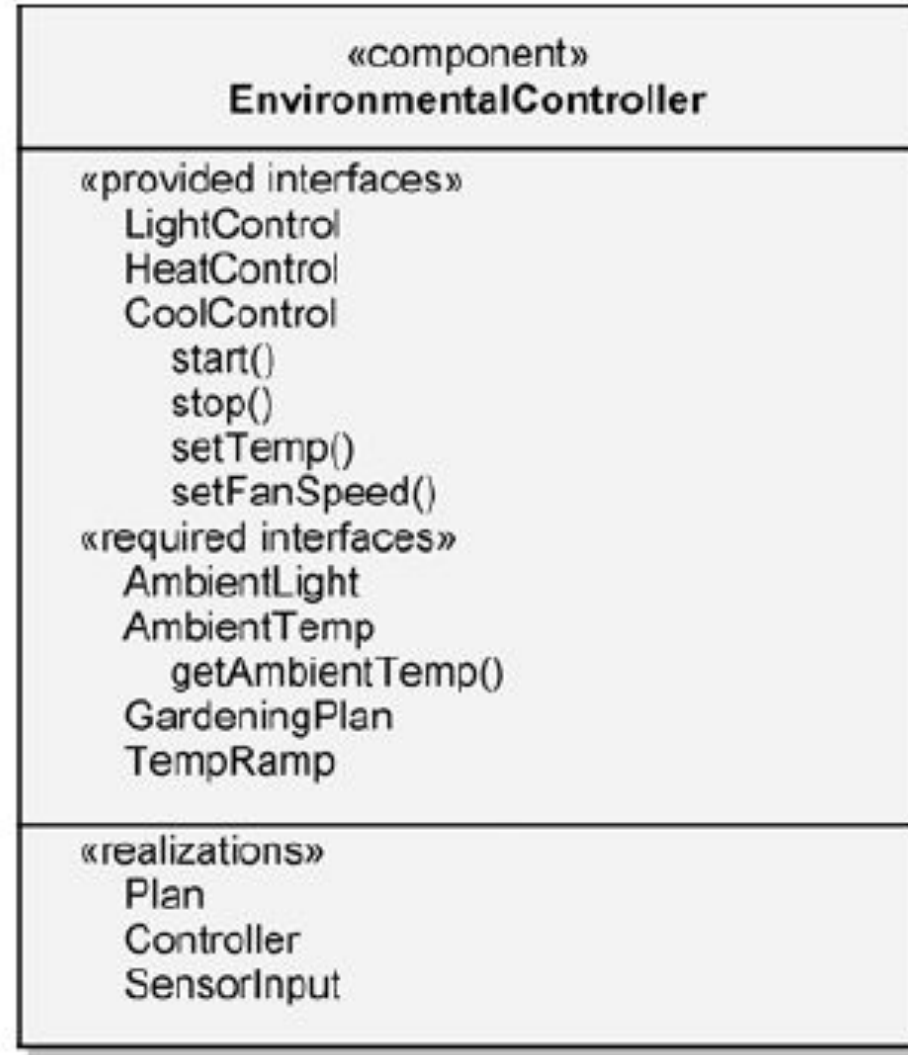 «component»
EnvironmentalController
«provided interfaces»
LightControl
HeatControl
CoolControl
start()
stop()
setTemp()
setFanSpeed()
«required interfaces»
AmbientLight
AmbientTemp
getAmbientTemp()
GardeningPlan
TempRamp
«realizations»
Plan
Controller
SensorInput